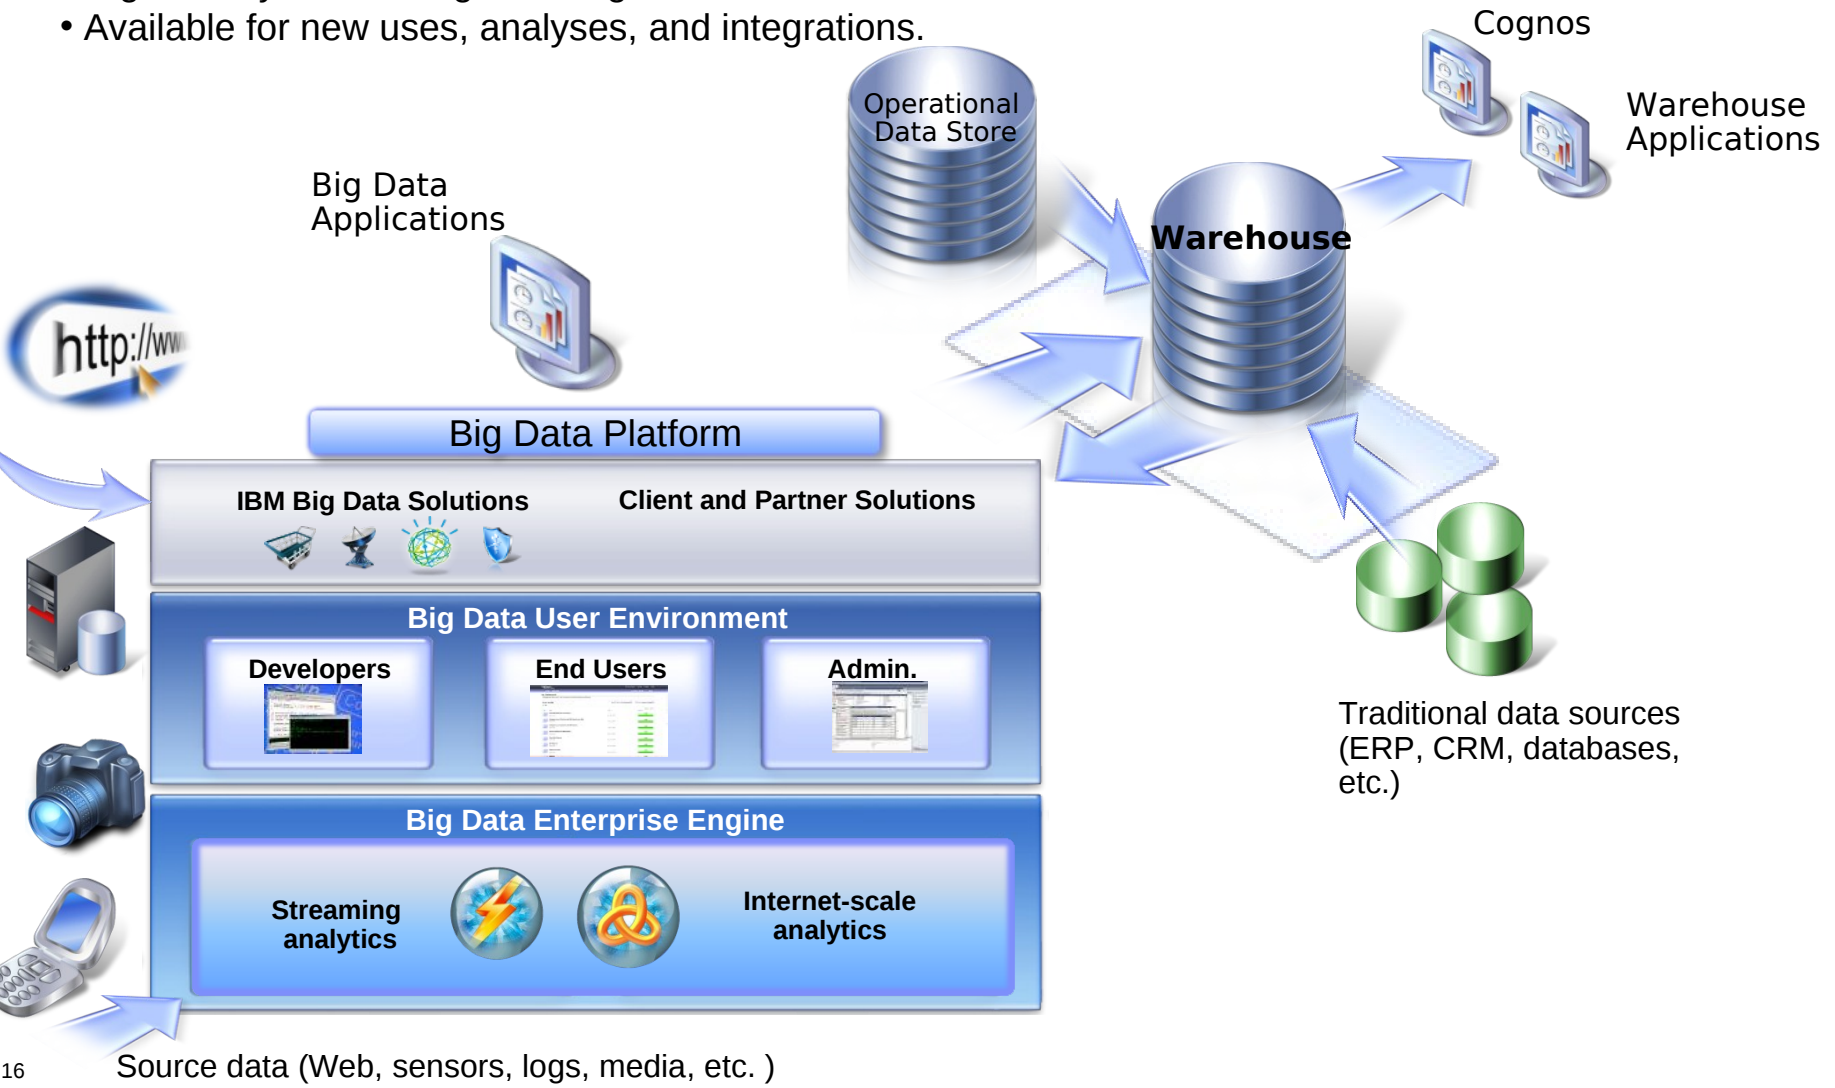 • Available for new uses, analyses, and integrations.
Cognos
Operational
Data Store
Warehouse
Applications
Big Data
Applications
Warehouse
http://www
Big Data Platform
IBM Big Data Solutions
Client and Partner Solutions
Big Data User Environment
Developers
End Users
Admin.
Traditional data sources
(ERP, CRM, databases,
etc.)
Big Data Enterprise Engine
Streaming
analytics
Internet-scale
analytics
16
Source data (Web, sensors, logs, media, etc. )